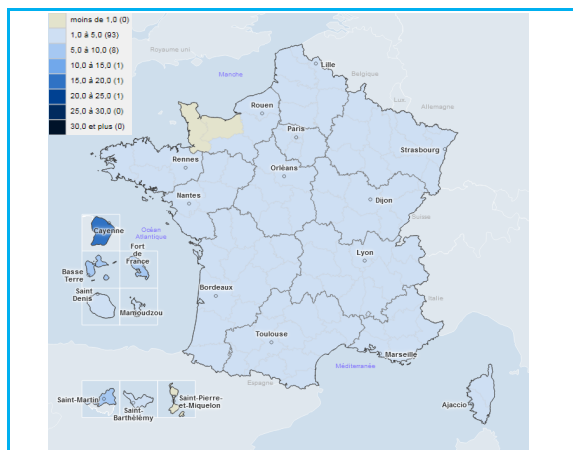 moins de 1,0 (0)
1,0 à 5,0 (93)
5,0 à 10,0 (8)
10,0 à 15,0 (1)
15,0 à 20,0 (1)
20,0 à 25,0 (1)
25,0 à 30,0 (0)
30,0 et plus (0)
Royaume uni
Manche
Lille
Belgique
Lux
Allemagne
Rouen
Paris
Strasbourg
Rennes
Orléans
Nantes
Dijon
Suisse
Cayenne
Océan
Atlantique
Fort
de
France
Basse
Terre
Lyon
Saint
Denis
Mamoudzou
Bordeaux
Italie
Toulouse
Marseille
Méditerranée
Espagne
Saint-Martin
Saint-
Barthélémy
Saint-Pierre
-et-Miquelon
Ajaccio